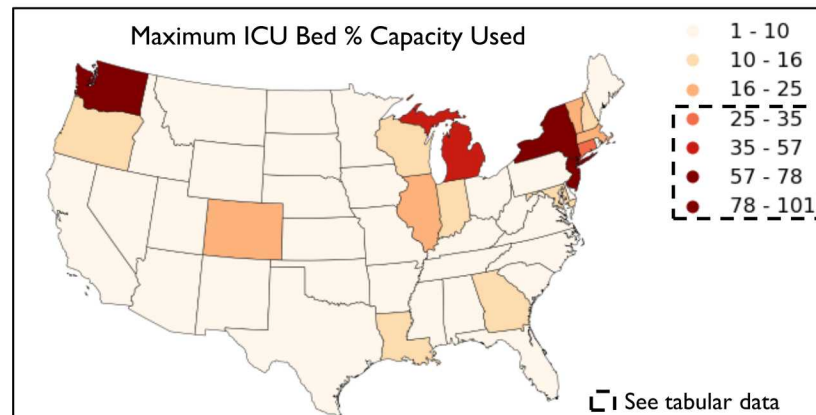 Maximum ICU Bed % Capacity Used
1 - 10
10 - 16
16 - 25
25 - 35
35 - 57
57 - 78
78 - 101
See tabular data